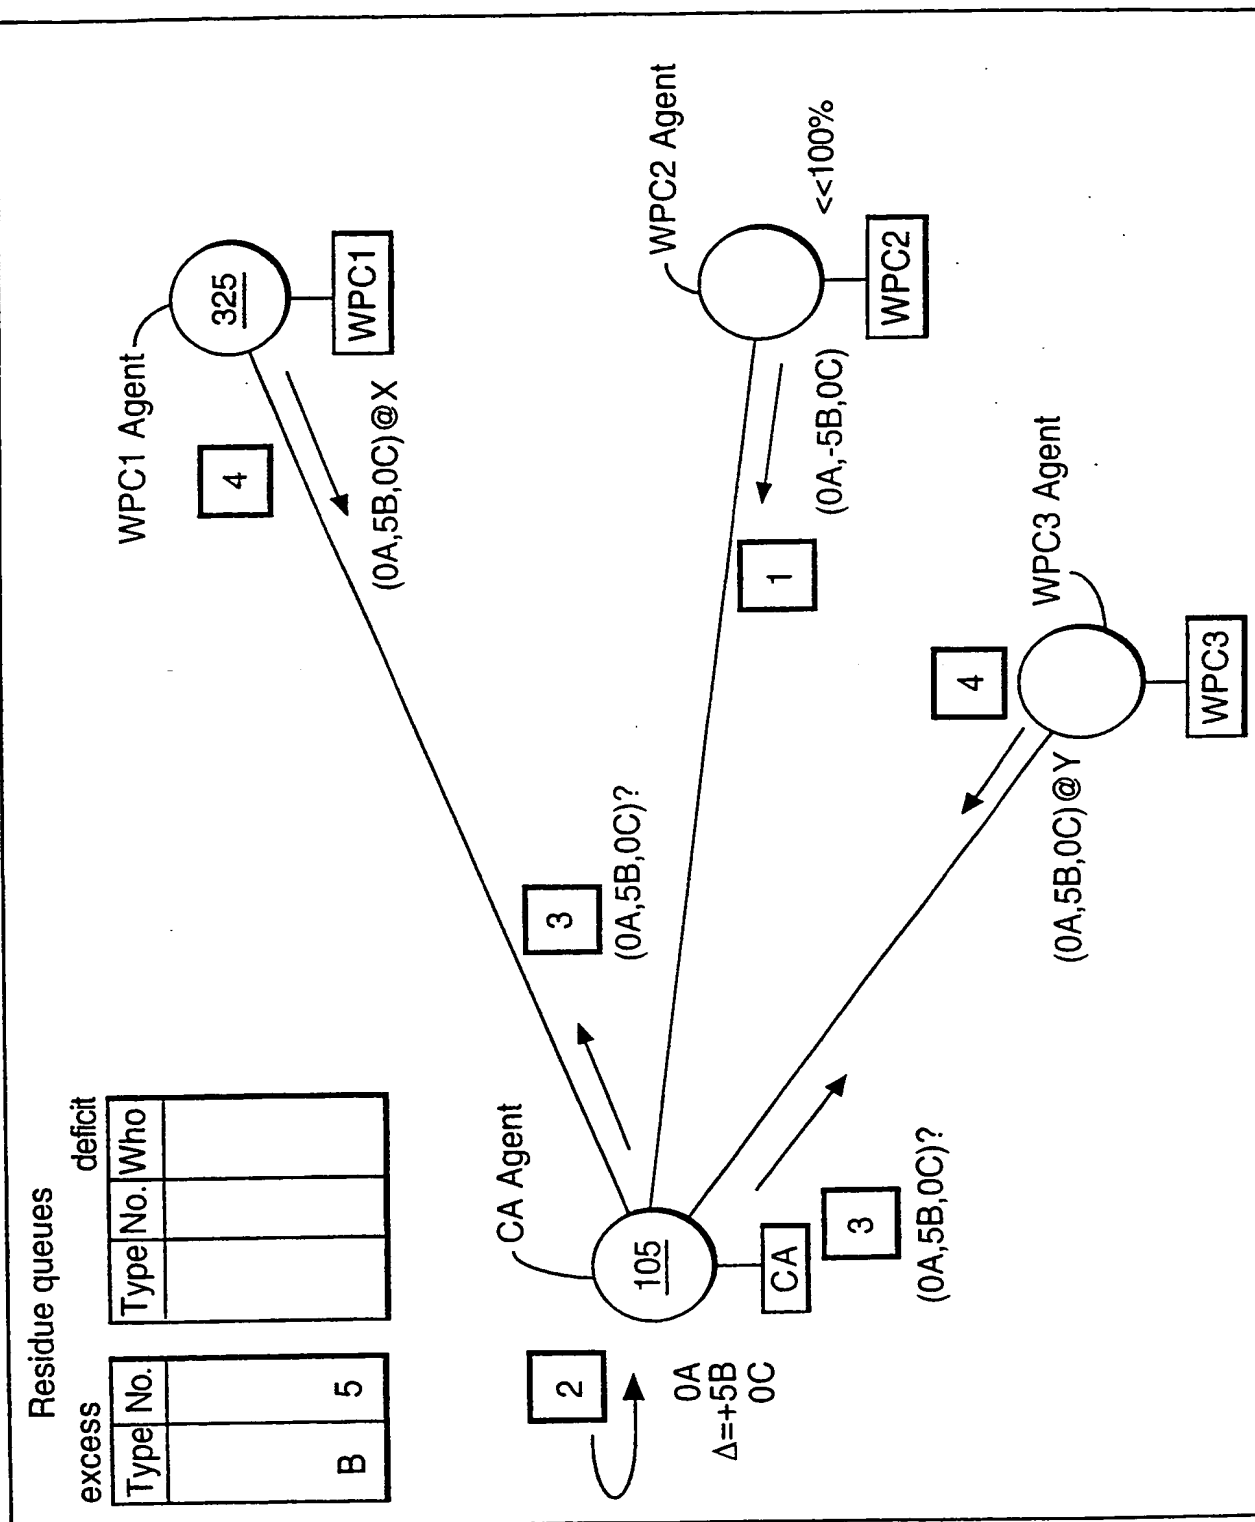 Residue queues
excess
deficit
Type No.
B 5
Type No. Who
WPC1 Agent
325
WPC1
4
(0A,5B,0C)@X
CA Agent
105
CA
3
(0A,5B,0C)?
2
0A
Δ=+5B
0C
3
(0A,5B,0C)?
WPC2 Agent
<<100%
WPC2
1
(0A,-5B,0C)
WPC3 Agent
4
WPC3
(0A,5B,0C)@Y